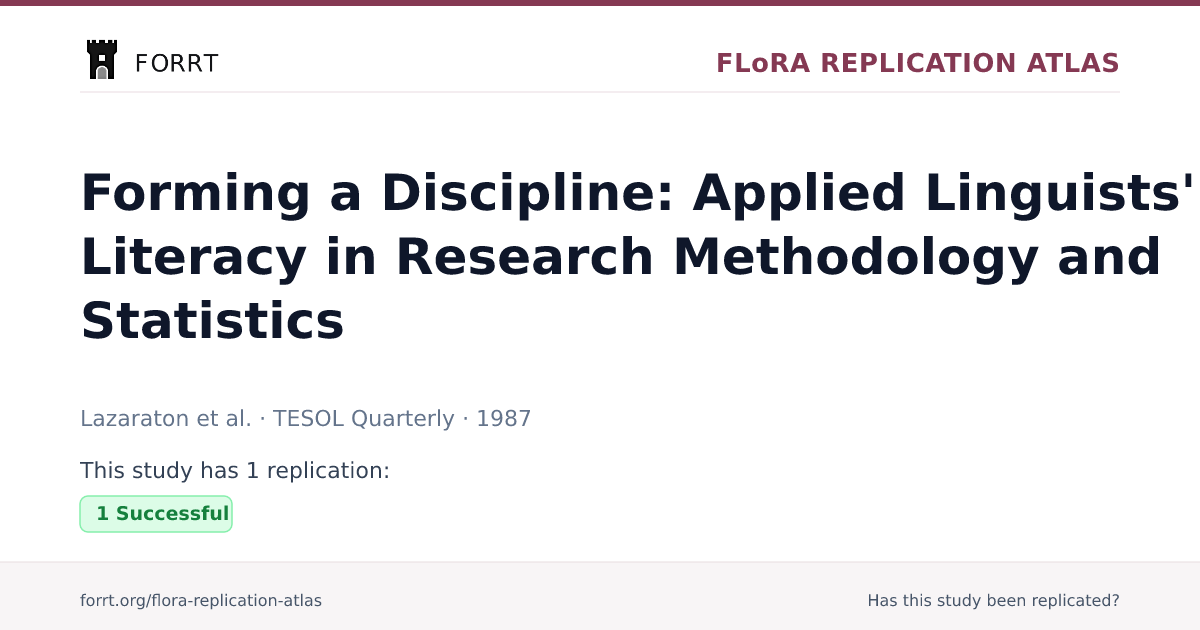 FORRT
FLoRA REPLICATION ATLAS
Forming a Discipline: Applied Linguists'
Literacy in Research Methodology and
Statistics
Lazaraton et al. · TESOL Quarterly · 1987
This study has 1 replication:
1 Successful
forrt.org/flora-replication-atlas
Has this study been replicated?